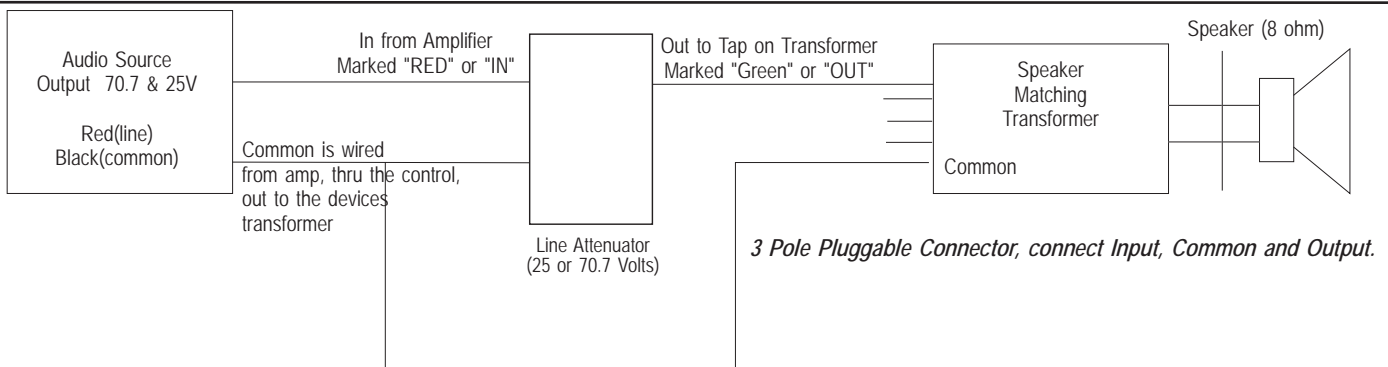 Audio Source
Output 70.7 & 25V
Red(line)
Black(common)
In from Amplifier
Marked "RED" or "IN"
Common is wired
from amp, thru the control,
out to the devices
transformer
Line Attenuator
(25 or 70.7 Volts)
Out to Tap on Transformer
Marked "Green" or "OUT"
Speaker
Matching
Transformer
Common
Speaker (8 ohm)
3 Pole Pluggable Connector, connect Input, Common and Output.